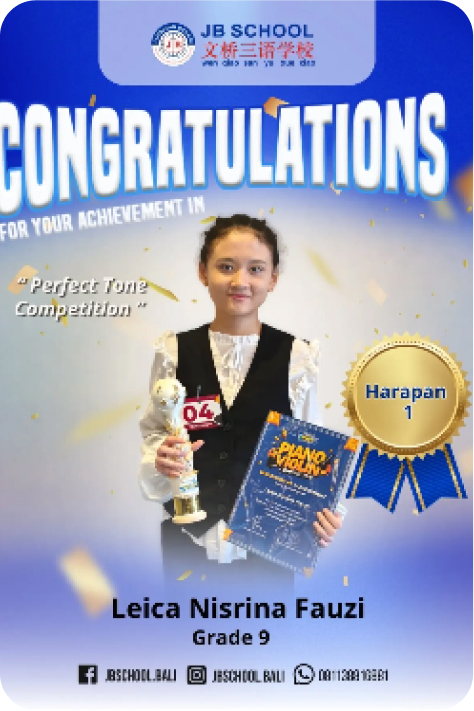 JB SCHOOL
文桥三语学校
wen qiao san yu xue xiao
CONGRATULATIONS
FOR YOUR ACHIEVEMENT IN
“ Perfect Tone
Competition ”
04
PIANO
VIOLIN
Harapan
1
Leica Nisrina Fauzi
Grade 9
JBSCHOOL.BALI
JBSCHOOL.BALI